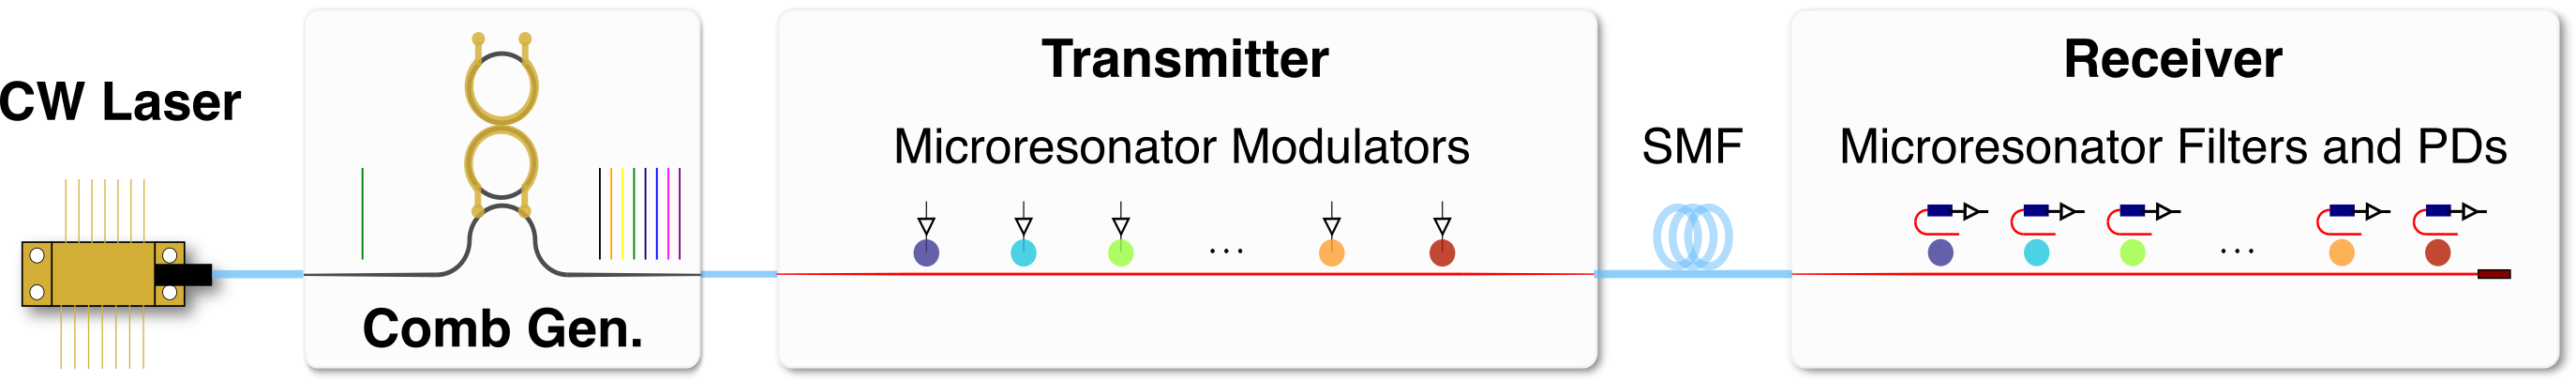 CW Laser
Comb Gen.
Transmitter
Microresonator Modulators
...
SMF
Receiver
Microresonator Filters and PDs
...